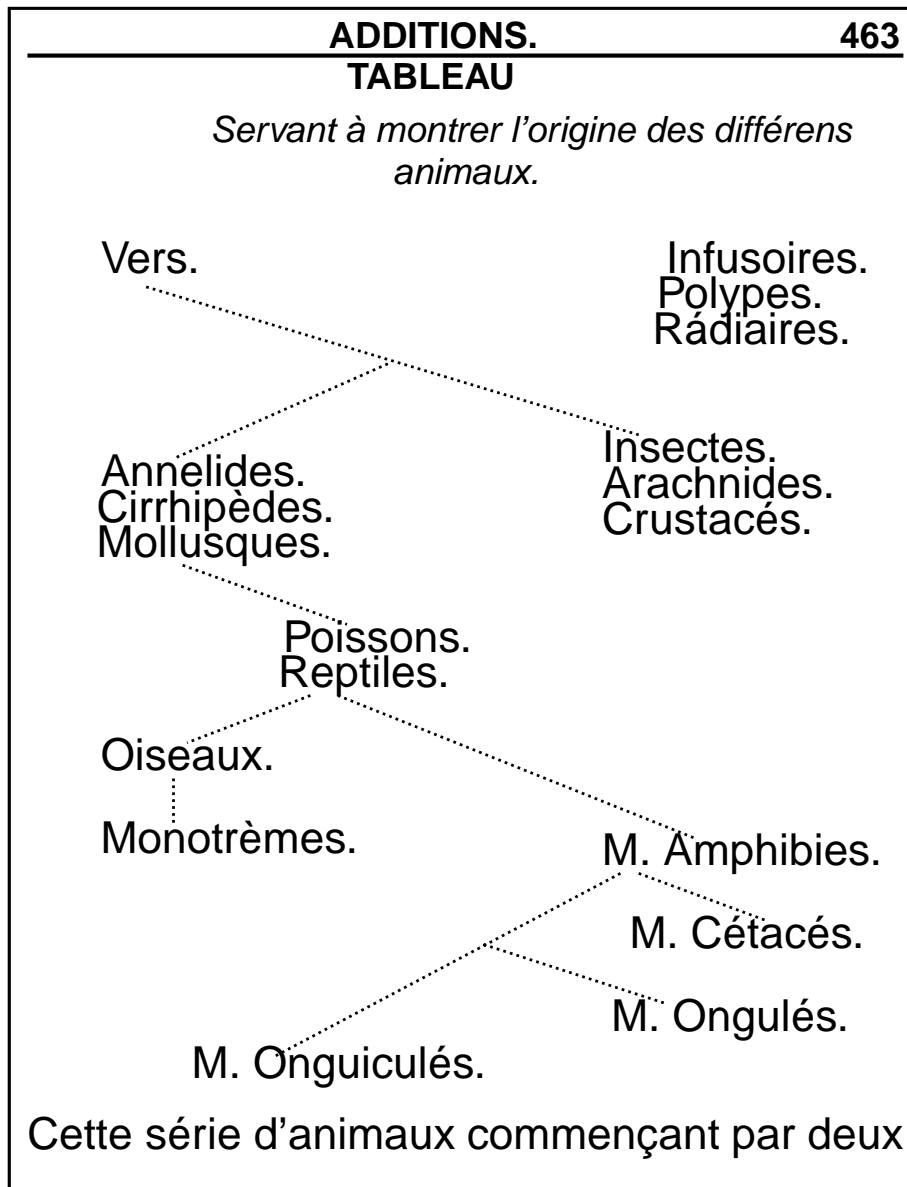 ADDITIONS. 463
TABLEAU
Servant à montrer l'origine des différens
animaux.
Vers.
Infusoires.
Polypes.
Rádiaires.
Annelides.
Cirrhipèdes.
Mollusques.
Insectes.
Arachnides.
Crustacés.
Poissons.
Reptiles.
Oiseaux.
Monotrèmes.
M. Amphibies.
M. Cétacés.
M. Ongulés.
M. Onguiculés.
Cette série d'animaux commençant par deux